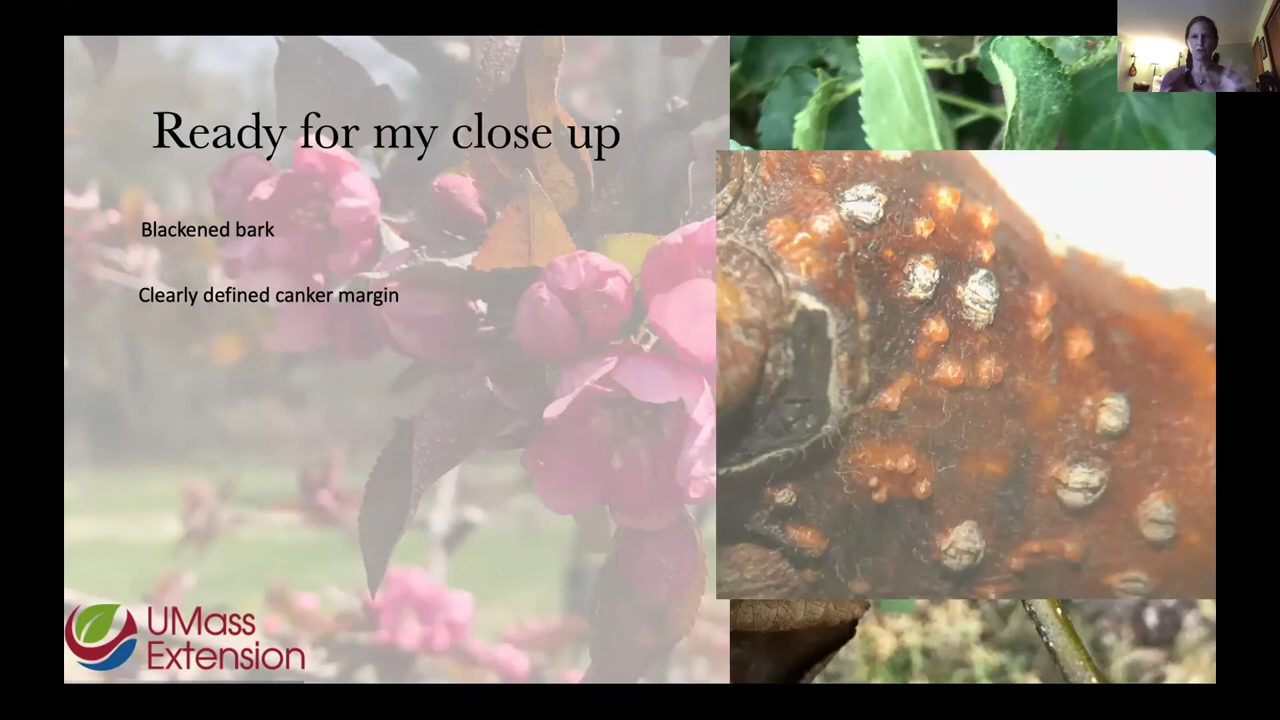 Ready for my close up
Blackened bark
Clearly defined canker margin
UMass
Extension